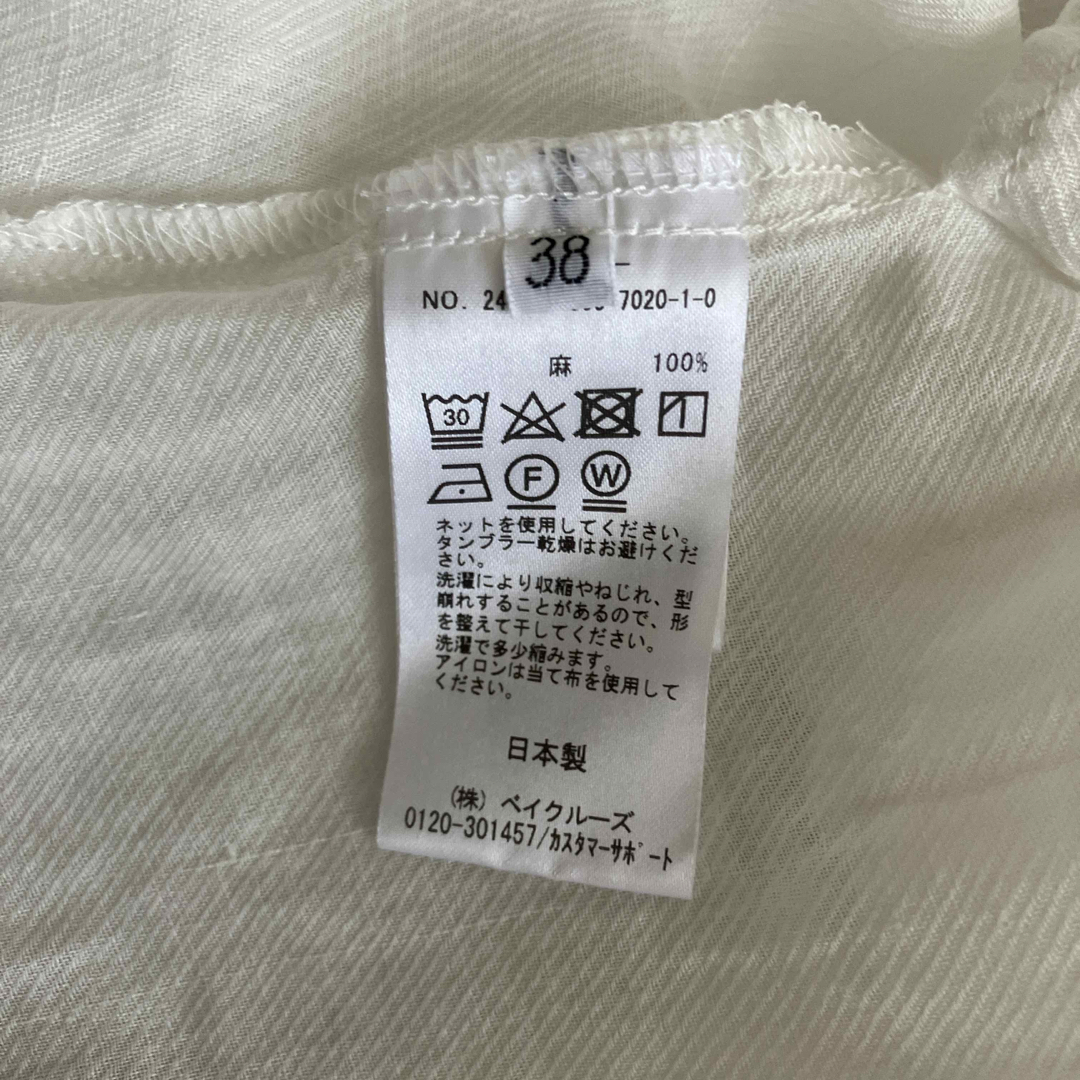 38 -
NO. 24 7020-1-0
麻 100%
30
F W
ネットを使用してください。
タンブラー乾燥はお避けくだ
さい。
洗濯により収縮やねじれ、型
崩れすることがあるので、形
を整えて干してください。
洗濯で多少縮みます。
アイロンは当て布を使用して
ください。
日本製
(株) ベイクルーズ
0120-301457/ｶｽﾀﾏｰｻﾎﾟｰﾄ